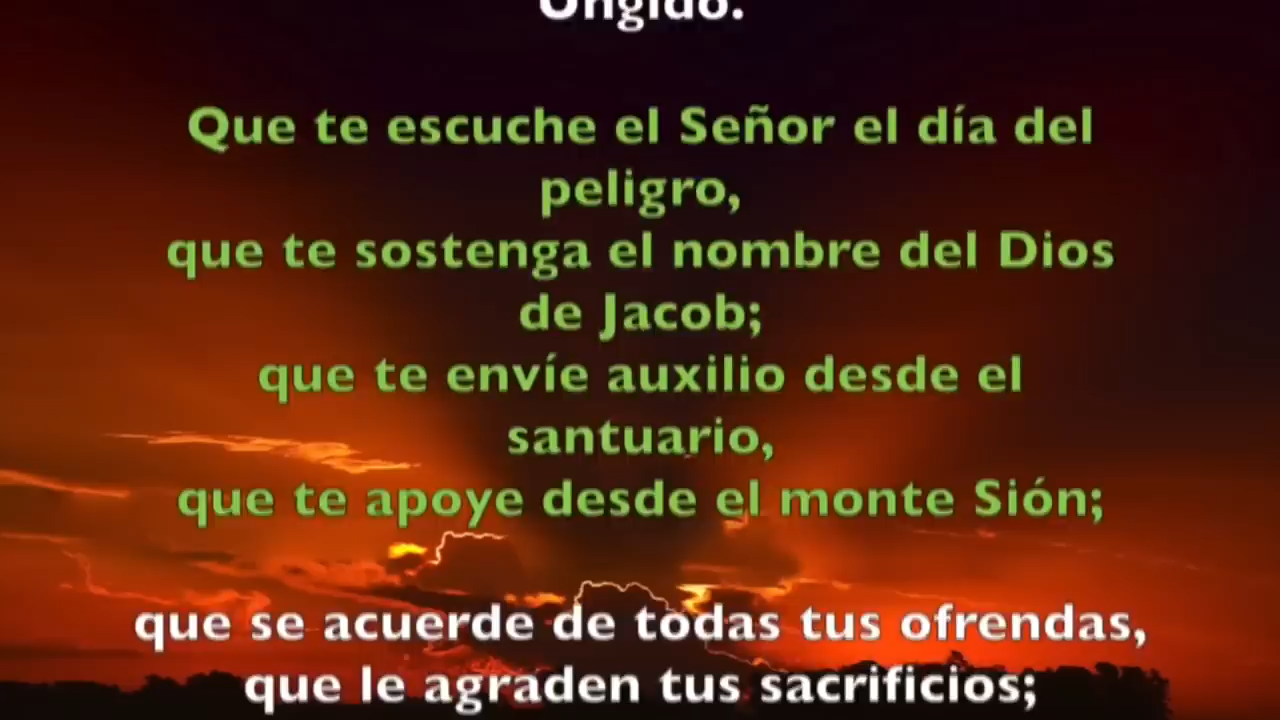 Ungido.
Que te escuche el Señor el día del
peligro,
que te sostenga el nombre del Dios
de Jacob;
que te envíe auxilio desde el
santuario,
que te apoye desde el monte Sión;
que se acuerde de todas tus ofrendas,
que le agraden tus sacrificios;